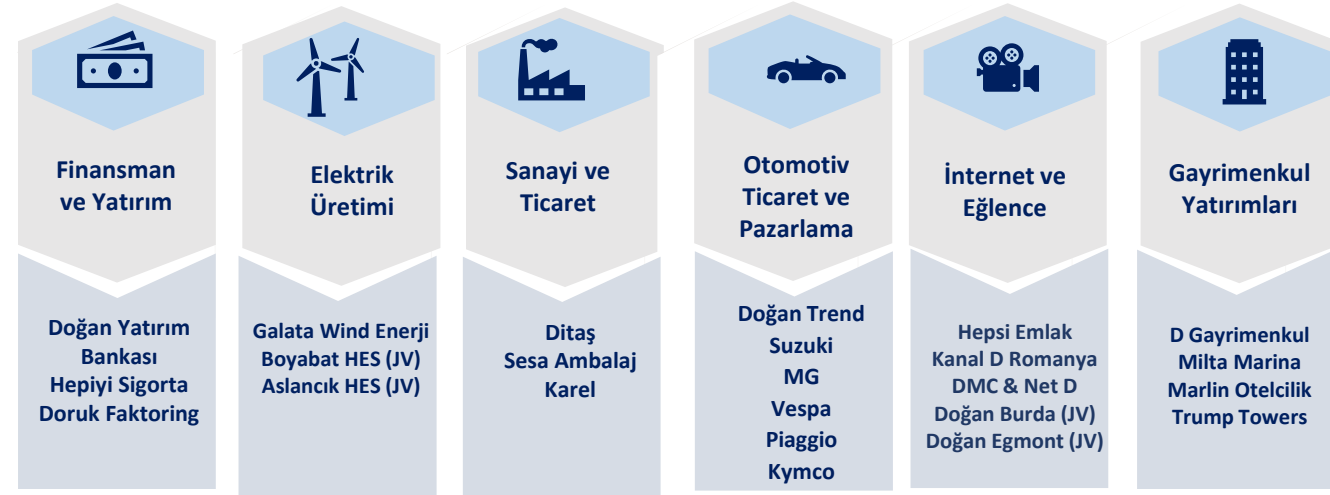 Finansman
ve Yatırım
Doğan Yatırım
Bankası
Hepiyi Sigorta
Doruk Faktoring
Elektrik
Üretimi
Galata Wind Enerji
Boyabat HES (JV)
Aslancık HES (JV)
Sanayi ve
Ticaret
Ditaş
Sesa Ambalaj
Karel
Otomotiv
Ticaret ve
Pazarlama
Doğan Trend
Suzuki
MG
Vespa
Piaggio
Kymco
İnternet ve
Eğlence
Hepsi Emlak
Kanal D Romanya
DMC & Net D
Doğan Burda (JV)
Doğan Egmont (JV)
Gayrimenkul
Yatırımları
D Gayrimenkul
Milta Marina
Marlin Otelcilik
Trump Towers